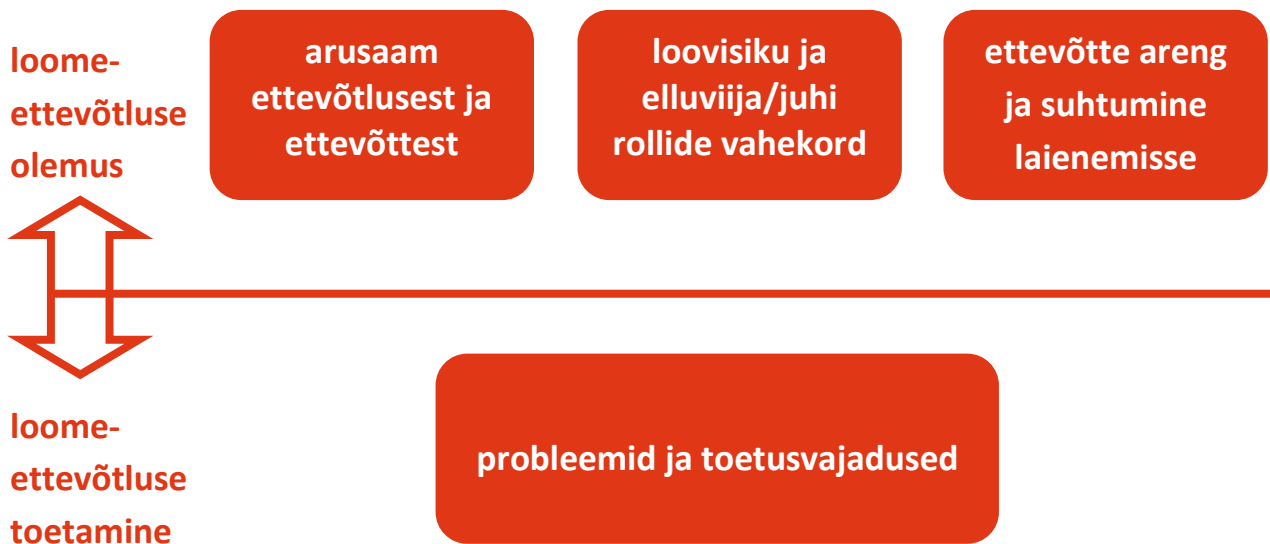 loome-
ettevõtluse
olemus
arusaam
ettevõtlusest ja
ettevõttest
loovisiku ja
elluviija/juhi
rollide vahekord
ettevõtte areng
ja suhtumine
laienemisse
loome-
ettevõtluse
toetamine
probleemid ja toetusvajadused